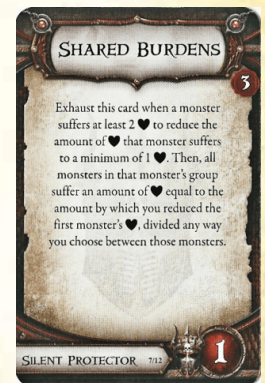 SHARED BURDENS
3
Exhaust this card when a monster
suffers at least 2 ♥ to reduce the
amount of ♥ that monster suffers
to a minimum of 1 ♥. Then, all
monsters in that monster's group
suffer an amount of ♥ equal to the
amount by which you reduced the
first monster's ♥, divided any way
you choose between those monsters.
SILENT PROTECTOR 7/12
1